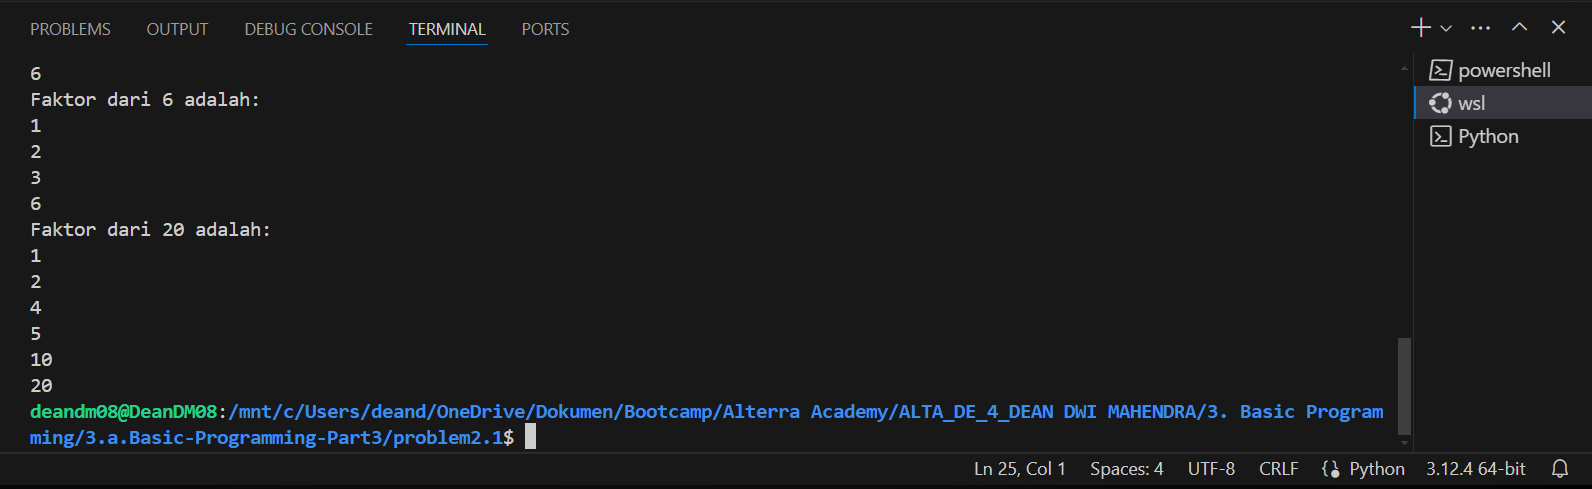 PROBLEMS OUTPUT DEBUG CONSOLE TERMINAL PORTS
6
Faktor dari 6 adalah:
1
2
3
6
Faktor dari 20 adalah:
1
2
4
5
10
20
deandm08@DeanDM08:/mnt/c/Users/deand/OneDrive/Dokumen/Bootcamp/Alterra Academy/ALTA_DE_4_DEAN DWI MAHENDRA/3. Basic Program
ming/3.a.Basic-Programming-Part3/problem2.1$
powershell
wsl
Python
Ln 25, Col 1 Spaces: 4 UTF-8 CRLF Python 3.12.4 64-bit